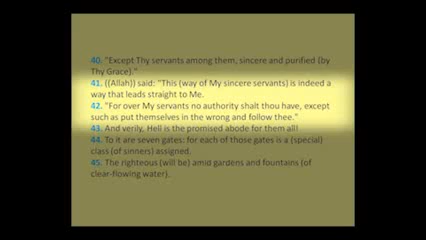 40. "Except Thy servants among them, sincere and purified (by
Thy Grace)."
41. ((Allah)) said: "This (way of My sincere servants) is indeed a
way that leads straight to Me.
42. "For over My servants no authority shalt thou have, except
such as put themselves in the wrong and follow thee."
43. And verily, Hell is the promised abode for them all!
44. To it are seven gates: for each of those gates is a (special)
class (of sinners) assigned.
45. The righteous (will be) amid gardens and fountains (of
clear-flowing water).